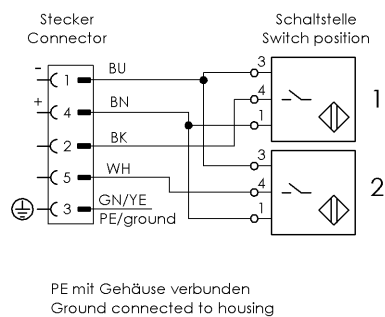 Stecker
Connector
Schaltstelle
Switch position
- 1 BU
+ 4 BN
2 BK
5 WH
3 GN/YE
PE/ground
3
4
1
1
3
4
1
2
PE mit Gehäuse verbunden
Ground connected to housing